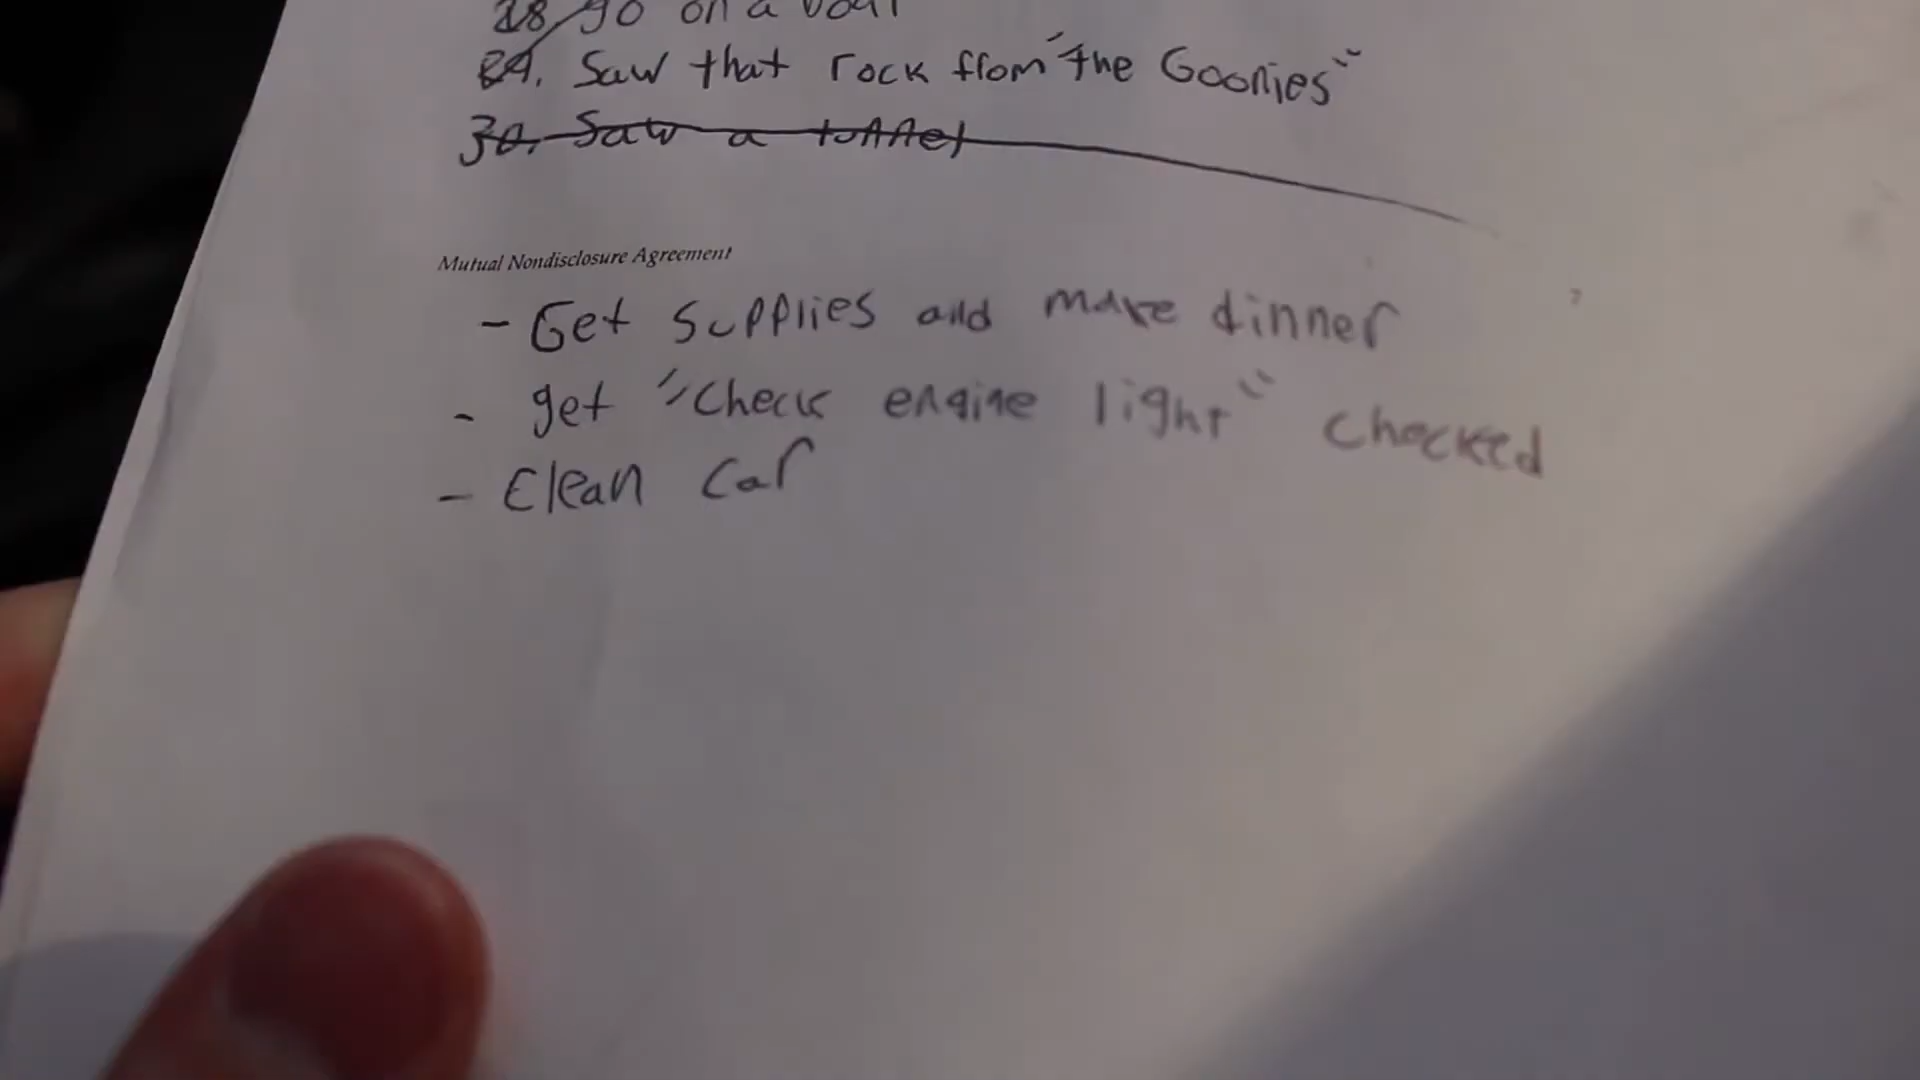 28 go on a boat
29. Saw that rock from "the Goonies"
30. Saw a tunnel
Mutual Nondisclosure Agreement
- Get supplies and make dinner
- get "check engine light" checked
- Clean car